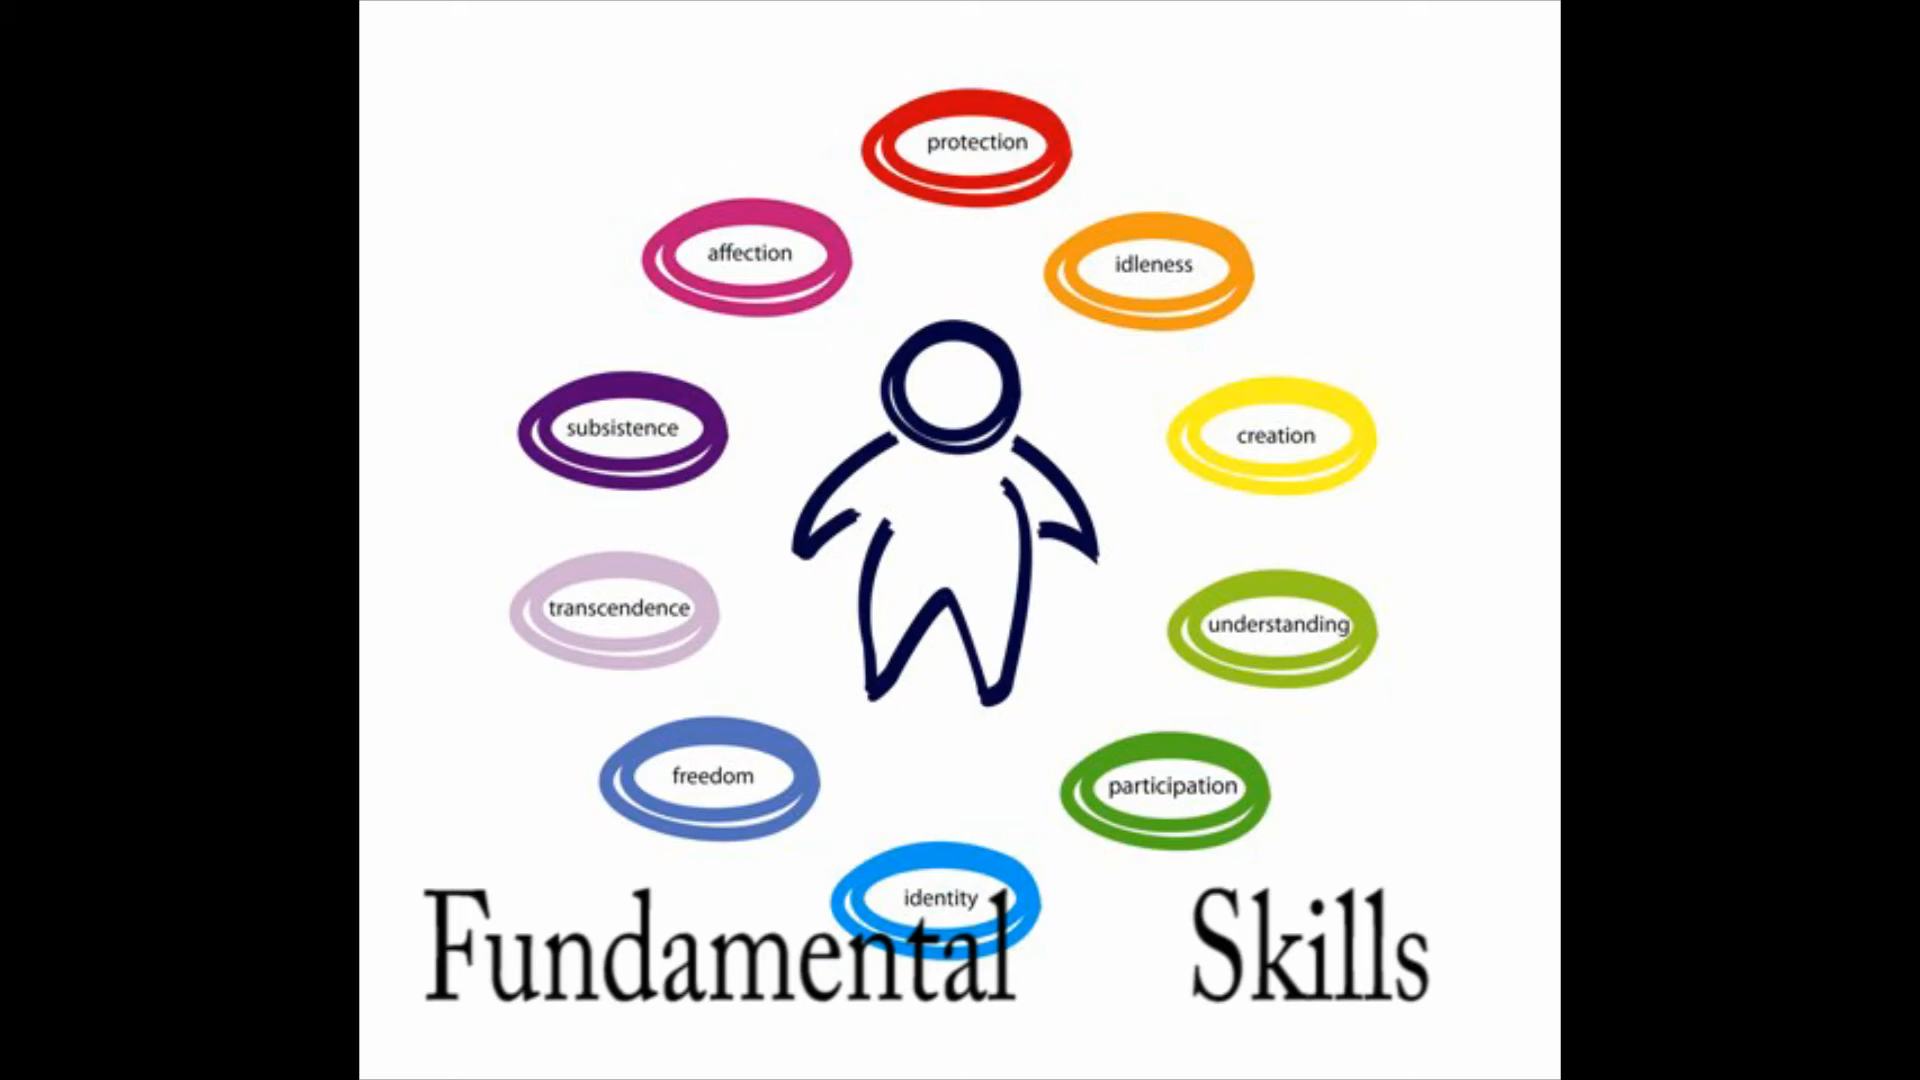 protection
affection
idleness
subsistence
creation
transcendence
understanding
freedom
participation
identity
Fundamental Skills